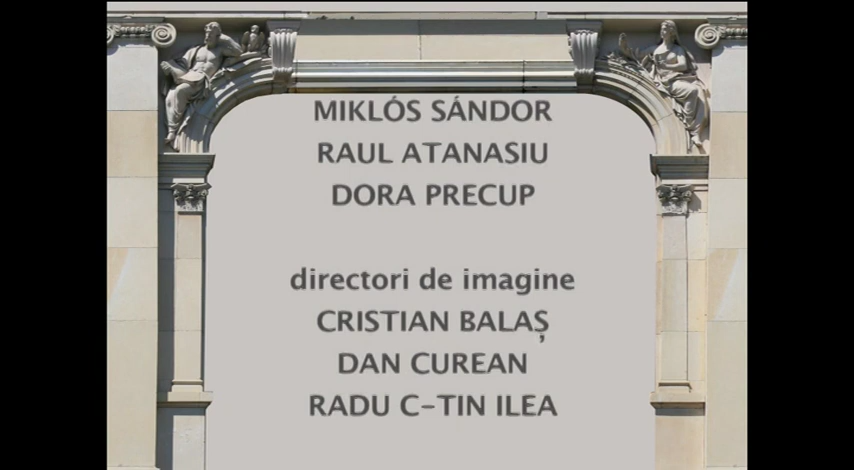 MIKLÓS SÁNDOR
RAUL ATANASIU
DORA PRECUP
directori de imagine
CRISTIAN BALAȘ
DAN CUREAN
RADU C-TIN ILEA